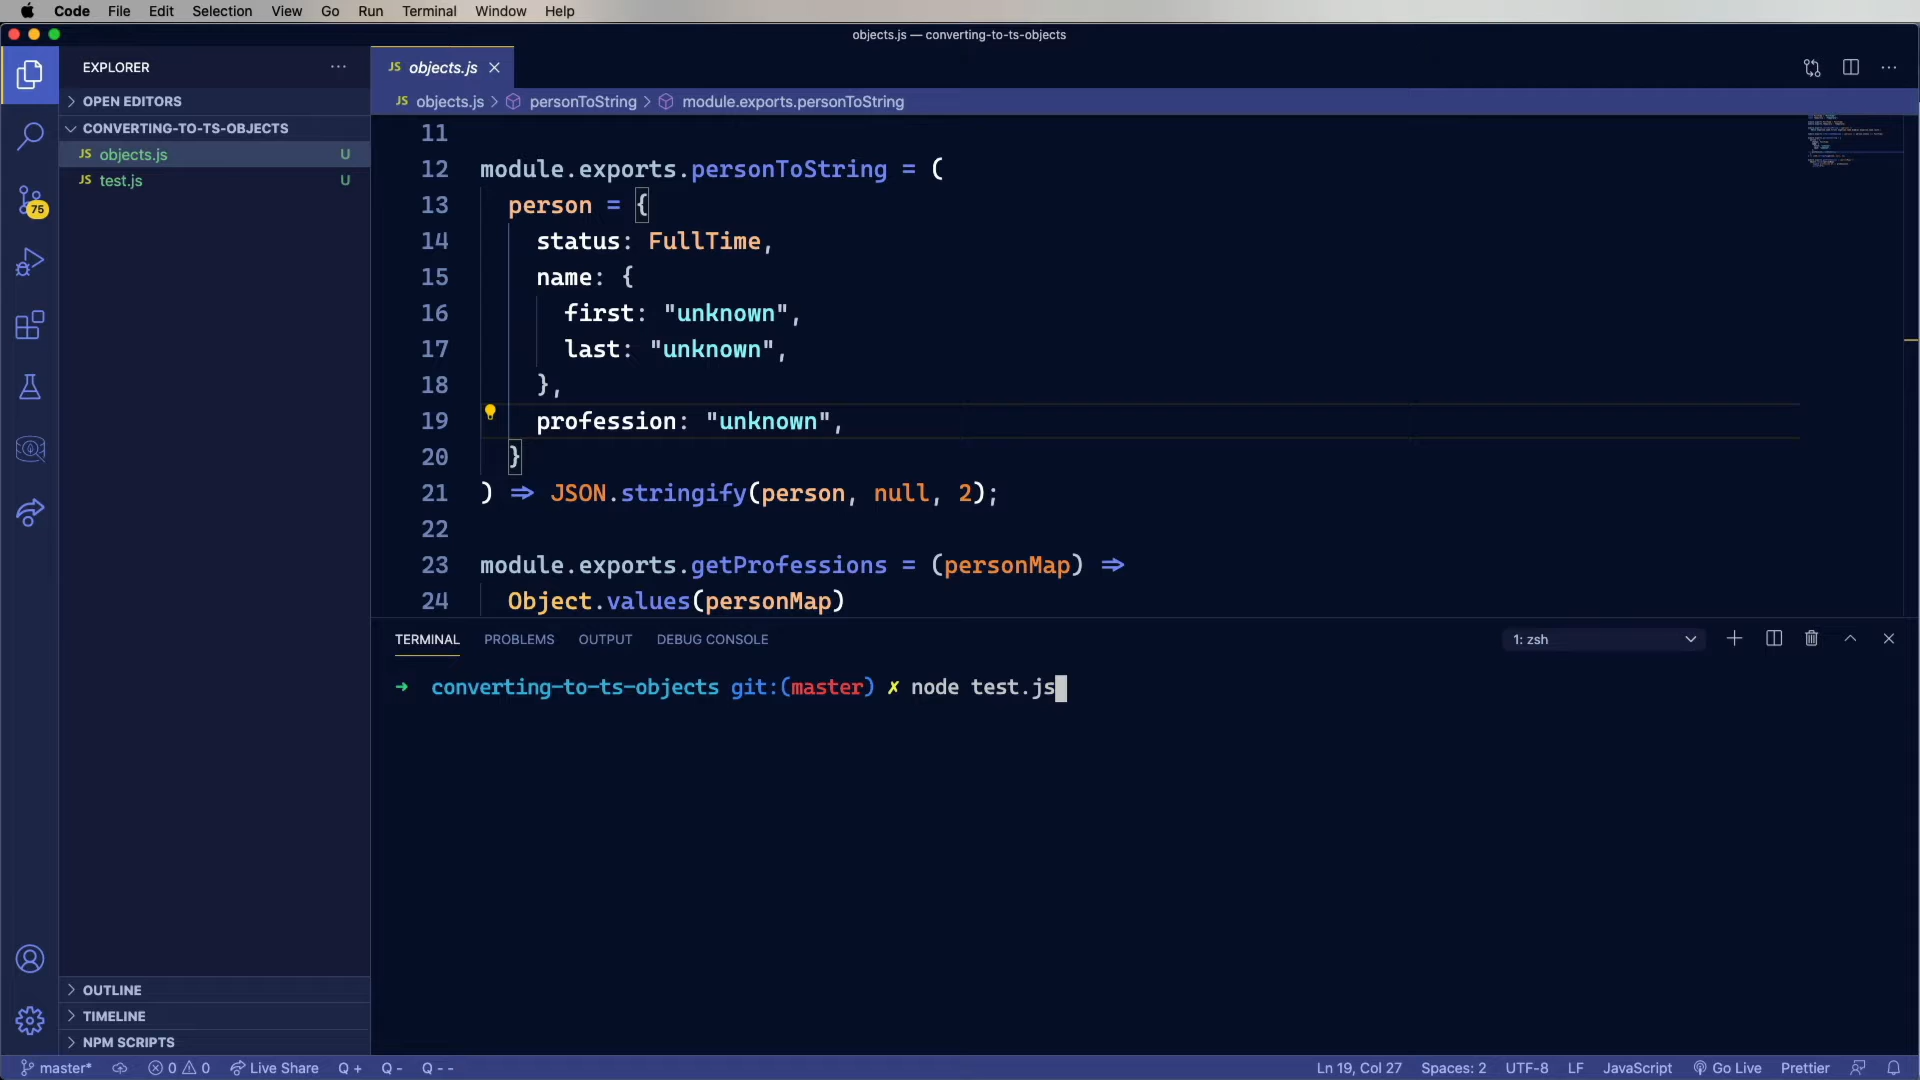 Code File Edit Selection View Go Run Terminal Window Help
objects.js — converting-to-ts-objects
EXPLORER
OPEN EDITORS
CONVERTING-TO-TS-OBJECTS
JS objects.js U
JS test.js U
75
OUTLINE
TIMELINE
NPM SCRIPTS
JS objects.js
JS objects.js > personToString > module.exports.personToString
11
12 module.exports.personToString = (
13 person = {
14 status: FullTime,
15 name: {
16 first: "unknown",
17 last: "unknown",
18 },
19 profession: "unknown",
20 }
21 ) => JSON.stringify(person, null, 2);
22
23 module.exports.getProfessions = (personMap) =>
24 Object.values(personMap)
TERMINAL PROBLEMS OUTPUT DEBUG CONSOLE 1: zsh
➜ converting-to-ts-objects git:(master) ✗ node test.js
master* 0 0 Live Share Q + Q - Q - - Ln 19, Col 27 Spaces: 2 UTF-8 LF JavaScript Go Live Prettier